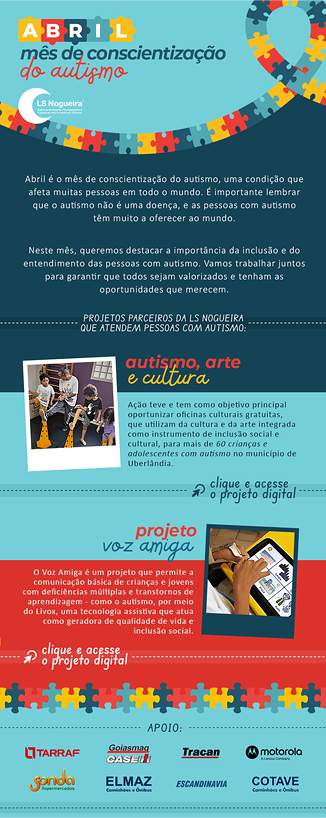 ABRIL
mês de conscientização
do autismo
LS Nogueira
Abril é o mês de conscientização do autismo, uma condição que
afeta muitas pessoas em todo o mundo. É importante lembrar
que o autismo não é uma doença, e as pessoas com autismo
têm muito a oferecer ao mundo.
Neste mês, queremos destacar a importância da inclusão e do
entendimento das pessoas com autismo. Vamos trabalhar juntos
para garantir que todos sejam valorizados e tenham as
oportunidades que merecem.
PROJETOS PARCEIROS DA LS NOGUEIRA
QUE ATENDEM PESSOAS COM AUTISMO:
autismo, arte
e cultura
Ação teve e tem como objetivo principal
oportunizar oficinas culturais gratuitas,
que utilizam da cultura e da arte integrada
como instrumento de inclusão social e
cultural, para mais de 60 crianças e
adolescentes com autismo no município de
Uberlândia.
clique e acesse
o projeto digital
projeto
voz amiga
O Voz Amiga é um projeto que permite a
comunicação básica de crianças e jovens
com deficiências múltiplas e transtornos de
aprendizagem - como o autismo, por meio
do Livox, uma tecnologia assistiva que atua
como geradora de qualidade de vida e
inclusão social.
clique e acesse
o projeto digital
APOIO:
TARRAF
Goiasmaq
CASE IH
Tracan
motorola
A Lenovo Company
Sonda
Supermercados
ELMAZ
Caminhões e Ônibus
ESCANDINAVIA
COTAVE
Caminhões e Ônibus